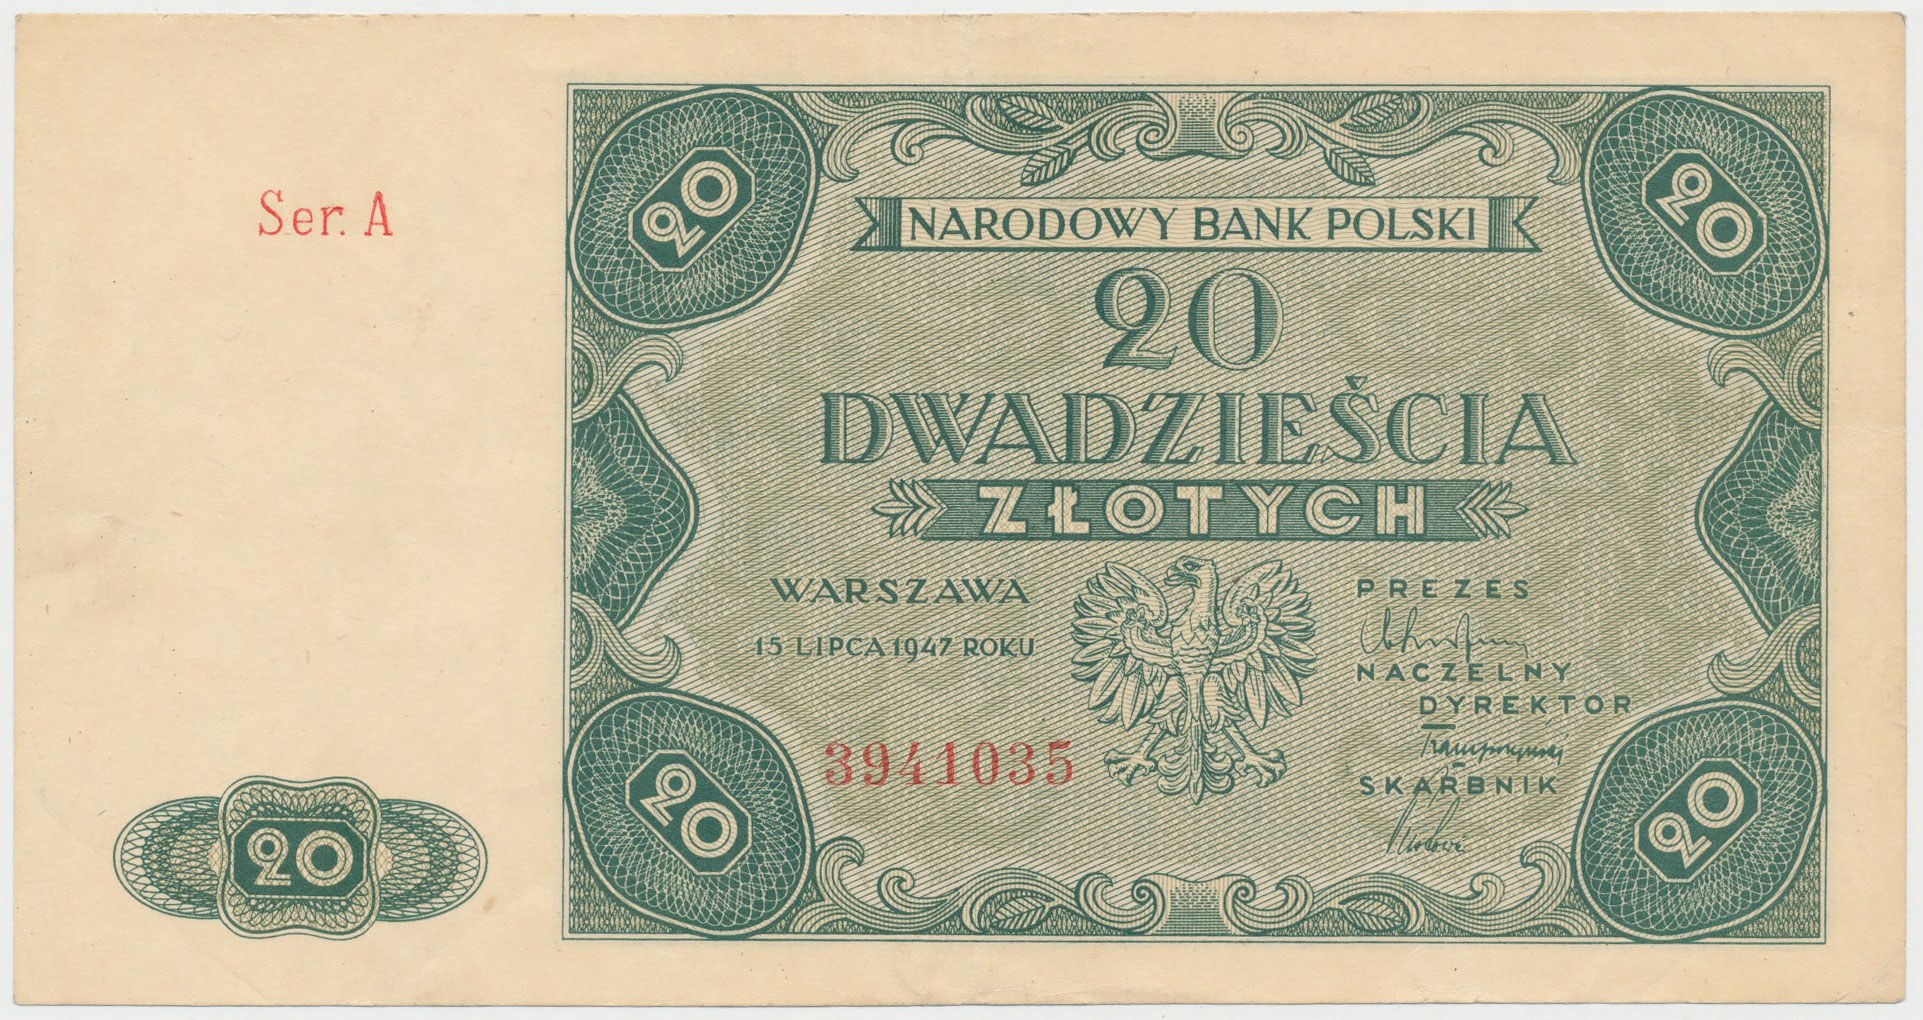 Ser. A
20
20
NARODOWY BANK POLSKI
20
DWADZIEŚCIA
ZŁOTYCH
WARSZAWA
15 LIPCA 1947 ROKU
PREZES
NACZELNY
DYREKTOR
SKARBNIK
3941035
20
20
20